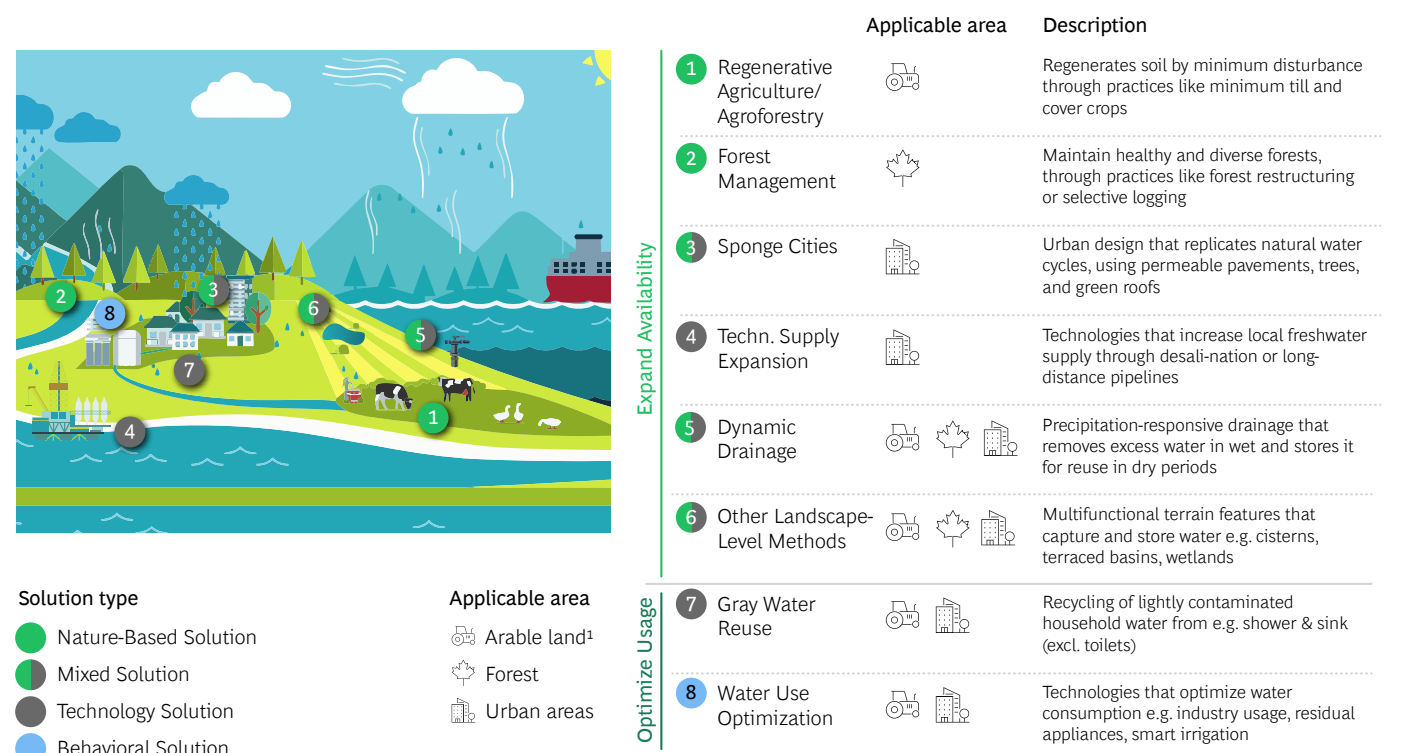 Applicable area
Description
2
8
3
6
5
7
1
4
Solution type
Nature-Based Solution
Mixed Solution
Technology Solution
Behavioral Solution
Applicable area
Arable land¹
Forest
Urban areas
Expand Availability
1
Regenerative
Agriculture/
Agroforestry
Regenerates soil by minimum disturbance
through practices like minimum till and
cover crops
2
Forest
Management
Maintain healthy and diverse forests,
through practices like forest restructuring
or selective logging
3
Sponge Cities
Urban design that replicates natural water
cycles, using permeable pavements, trees,
and green roofs
4
Techn. Supply
Expansion
Technologies that increase local freshwater
supply through desali-nation or long-
distance pipelines
5
Dynamic
Drainage
Precipitation-responsive drainage that
removes excess water in wet and stores it
for reuse in dry periods
6
Other Landscape-
Level Methods
Multifunctional terrain features that
capture and store water e.g. cisterns,
terraced basins, wetlands
Optimize Usage
7
Gray Water
Reuse
Recycling of lightly contaminated
household water from e.g. shower & sink
(excl. toilets)
8
Water Use
Optimization
Technologies that optimize water
consumption e.g. industry usage, residual
appliances, smart irrigation